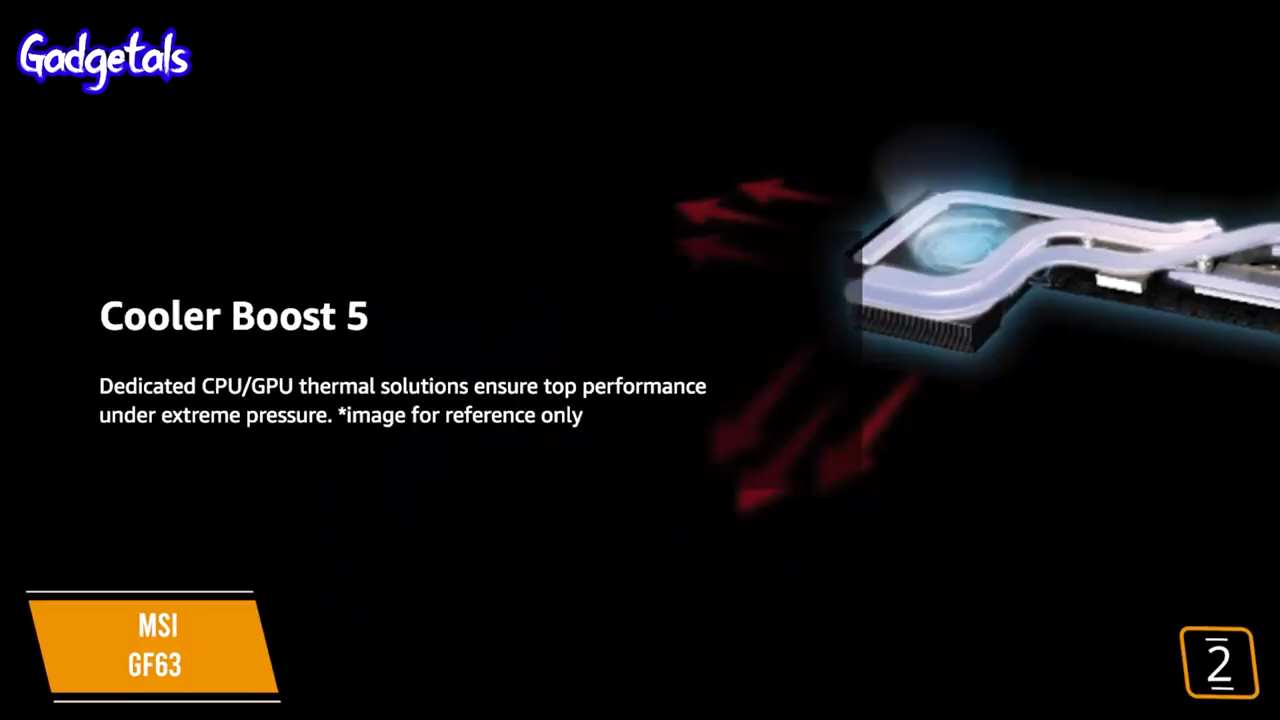 Gadgetals
Cooler Boost 5
Dedicated CPU/GPU thermal solutions ensure top performance
under extreme pressure. *image for reference only
MSI
GF63
2